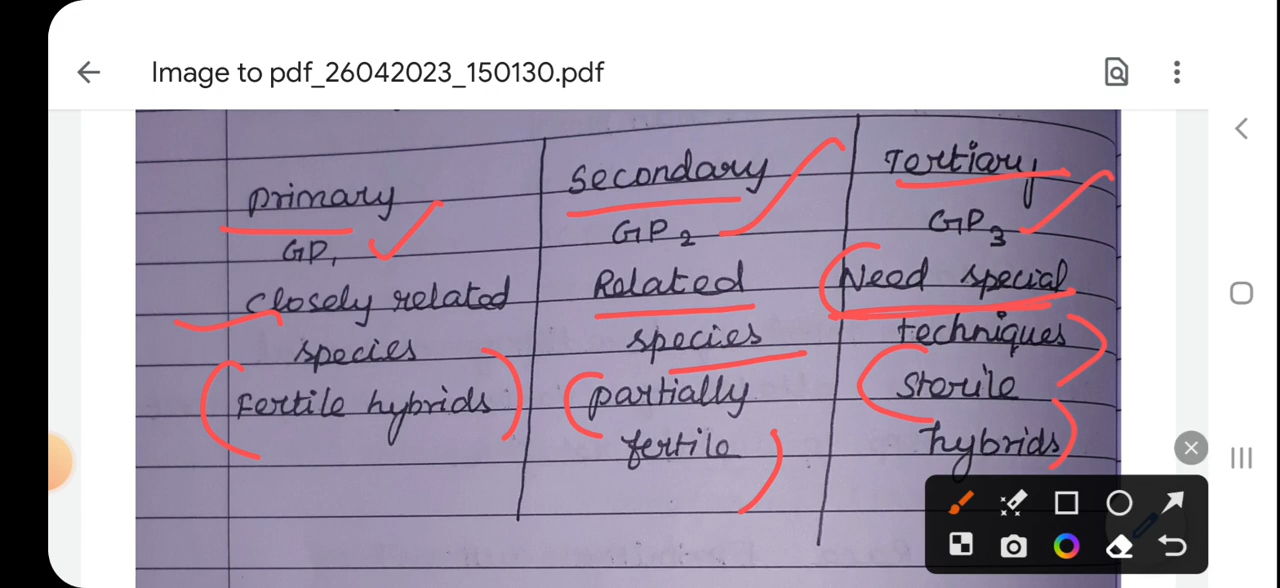 Image to pdf_26042023_150130.pdf
Primary
GP1
closely related
species
Fertile hybrids
Secondary
GP2
Related
species
partially
fertile
Tertiary
GP3
Need special
techniques
Sterile
hybrids